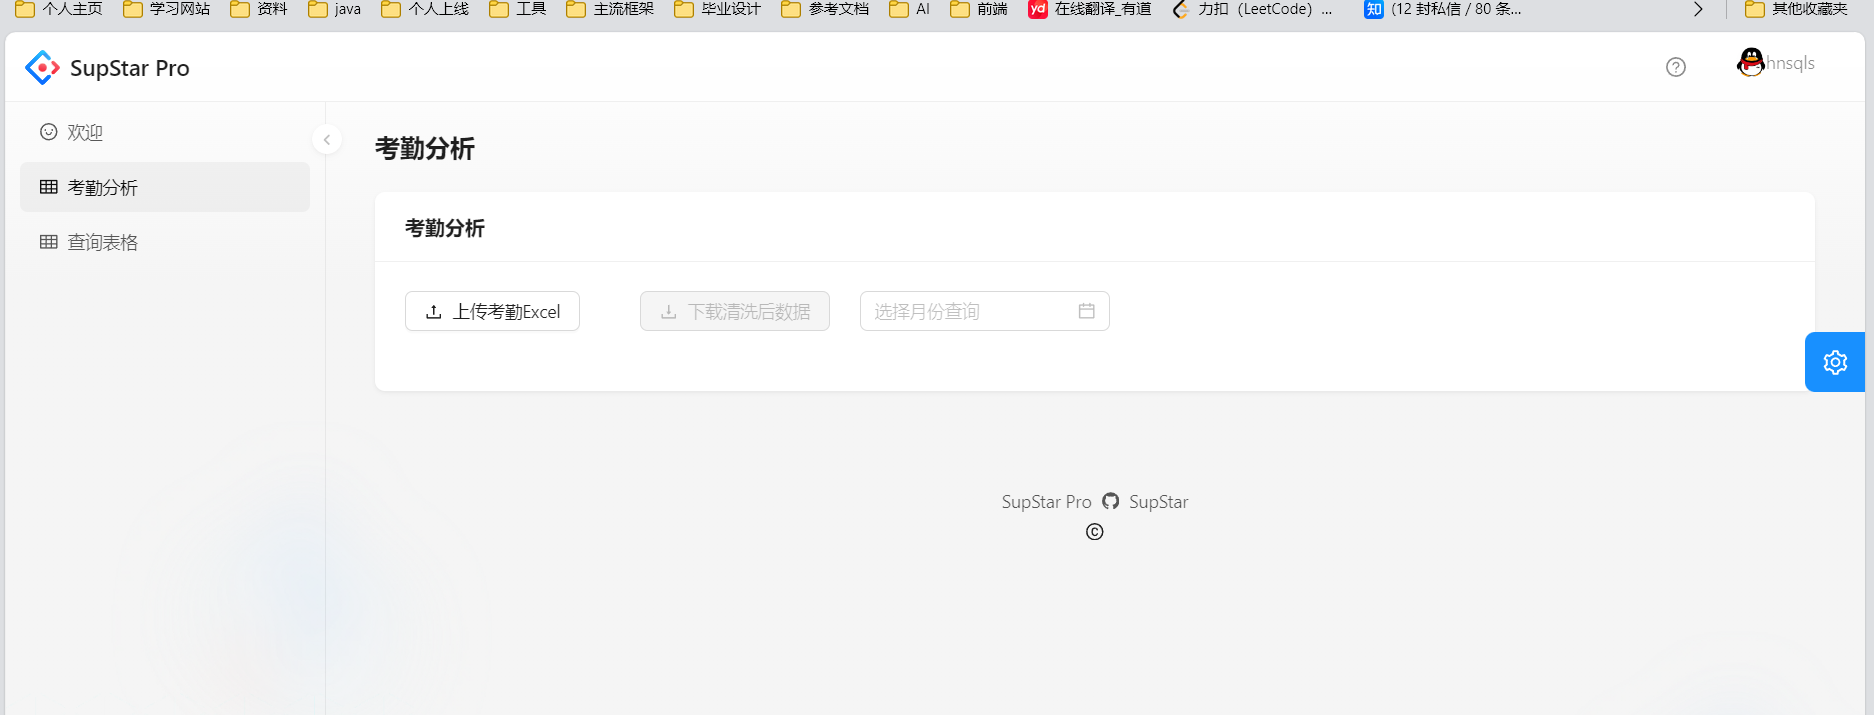 个人主页 学习网站 资料 java 个人上线 工具 主流框架 毕业设计 参考文档 AI 前端 yd 在线翻译_有道 力扣（LeetCode）... 知 (12 封私信 / 80 条... 其他收藏夹
SupStar Pro
hnsqls
欢迎
考勤分析
查询表格
考勤分析
考勤分析
上传考勤Excel 下载清洗后数据 选择月份查询
SupStar Pro SupStar
©